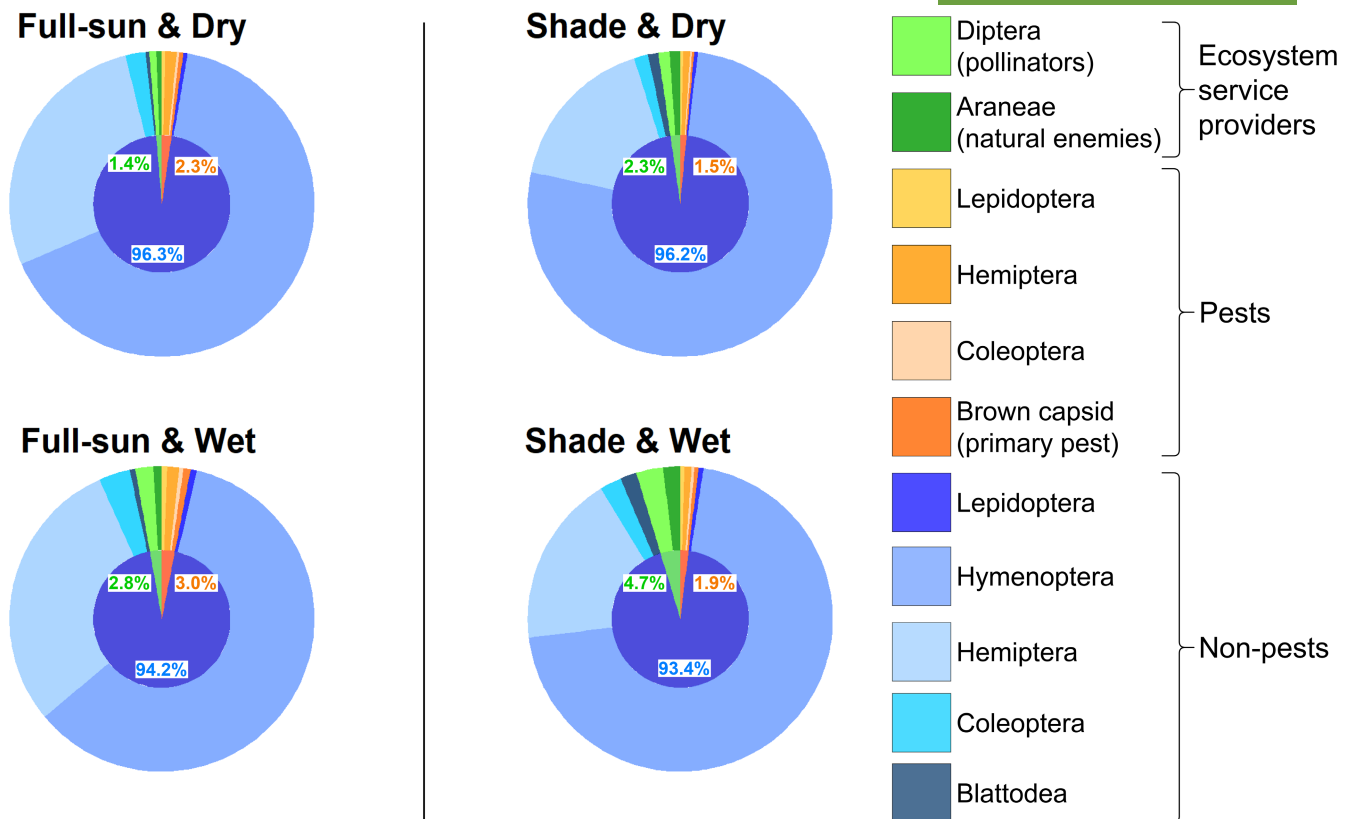 Full-sun & Dry
1.4%
2.3%
96.3%
Shade & Dry
2.3%
1.5%
96.2%
Full-sun & Wet
2.8%
3.0%
94.2%
Shade & Wet
4.7%
1.9%
93.4%
Diptera
(pollinators)
Araneae
(natural enemies)
Ecosystem
service
providers
Lepidoptera
Hemiptera
Coleoptera
Brown capsid
(primary pest)
Pests
Lepidoptera
Hymenoptera
Hemiptera
Coleoptera
Blattodea
Non-pests